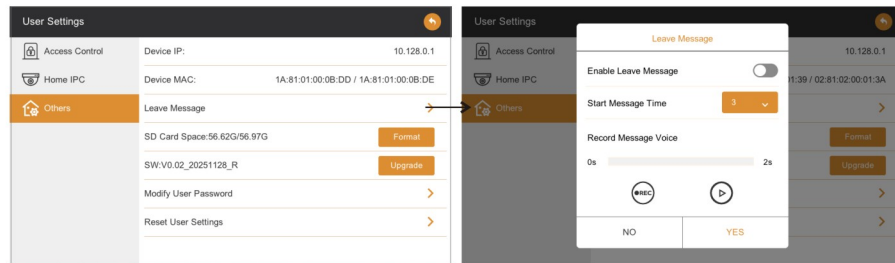 User Settings
Access Control
Home IPC
Others
Device IP: 10.128.0.1
Device MAC: 1A:81:01:00:0B:DD / 1A:81:01:00:0B:DE
Leave Message
SD Card Space:56.62G/56.97G Format
SW:V0.02_20251128_R Upgrade
Modify User Password
Reset User Settings
User Settings
Access Control
Home IPC
Others
10.128.0.1
01:39 / 02:81:02:00:01:3A
Format
Upgrade
Leave Message
Enable Leave Message
Start Message Time 3
Record Message Voice
0s 2s
REC
NO YES